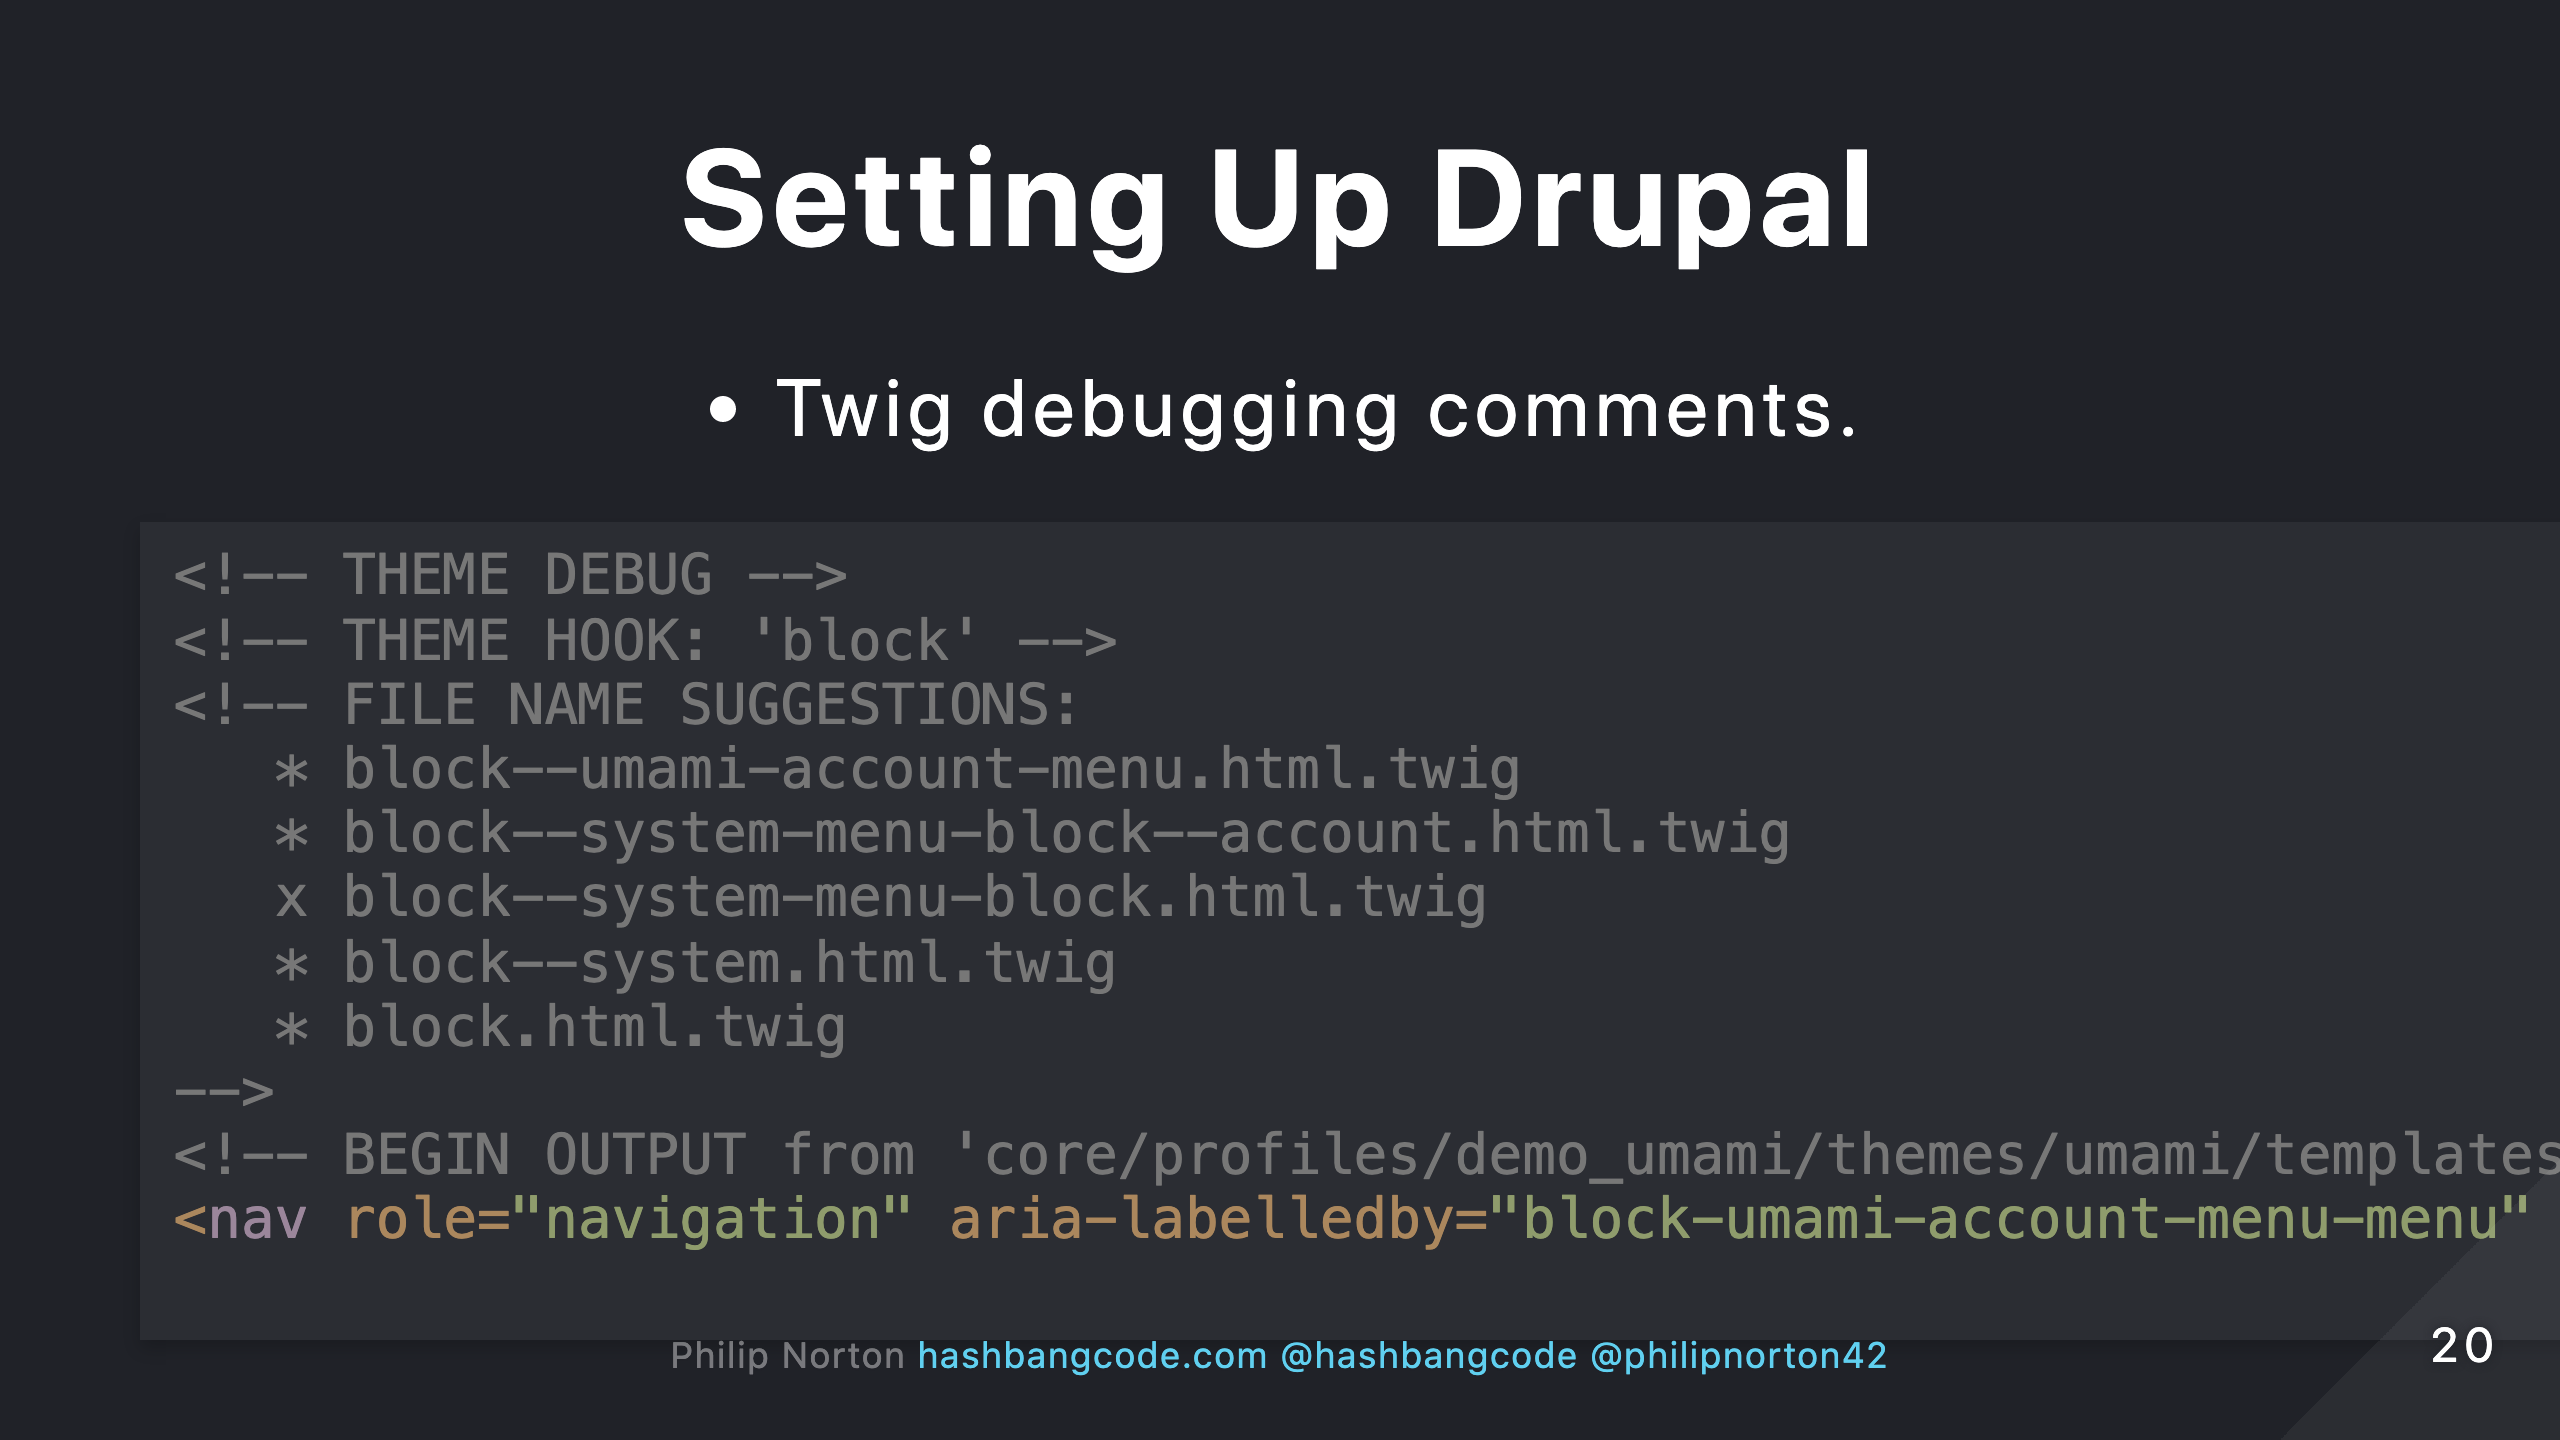 Setting Up Drupal
• Twig debugging comments.
<!-- THEME DEBUG -->
<!-- THEME HOOK: 'block' -->
<!-- FILE NAME SUGGESTIONS:
   * block--umami-account-menu.html.twig
   * block--system-menu-block--account.html.twig
   x block--system-menu-block.html.twig
   * block--system.html.twig
   * block.html.twig
-->
<!-- BEGIN OUTPUT from 'core/profiles/demo_umami/themes/umami/templates
<nav role="navigation" aria-labelledby="block-umami-account-menu-menu"
Philip Norton hashbangcode.com @hashbangcode @philipnorton42
20